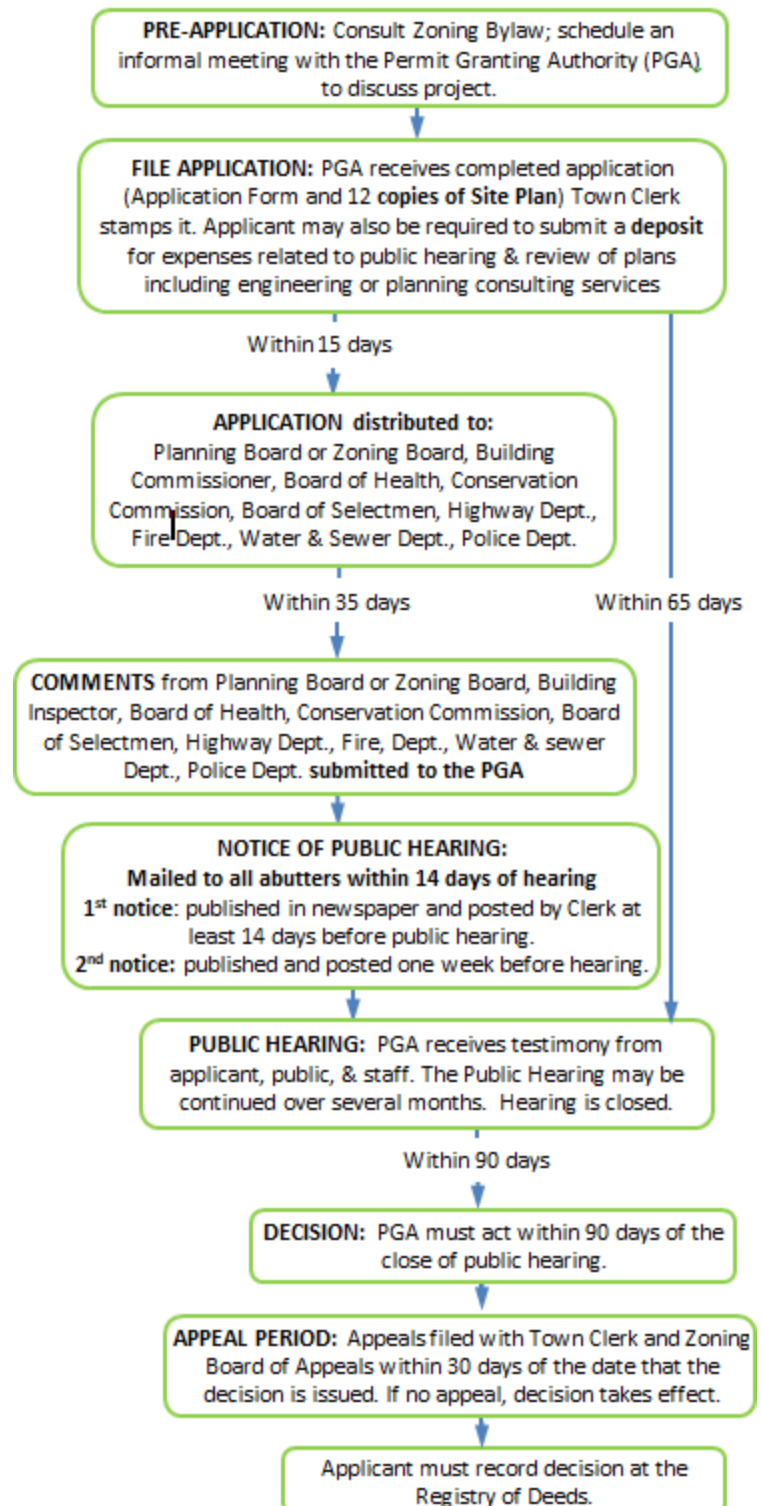 PRE-APPLICATION: Consult Zoning Bylaw; schedule an
informal meeting with the Permit Granting Authority (PGA)
to discuss project.
FILE APPLICATION: PGA receives completed application
(Application Form and 12 copies of Site Plan) Town Clerk
stamps it. Applicant may also be required to submit a deposit
for expenses related to public hearing & review of plans
including engineering or planning consulting services
Within 15 days
APPLICATION distributed to:
Planning Board or Zoning Board, Building
Commissioner, Board of Health, Conservation
Commission, Board of Selectmen, Highway Dept.,
Fire Dept., Water & Sewer Dept., Police Dept.
Within 35 days
Within 65 days
COMMENTS from Planning Board or Zoning Board, Building
Inspector, Board of Health, Conservation Commission, Board
of Selectmen, Highway Dept., Fire, Dept., Water & sewer
Dept., Police Dept. submitted to the PGA
NOTICE OF PUBLIC HEARING:
Mailed to all abutters within 14 days of hearing
1st notice: published in newspaper and posted by Clerk at
least 14 days before public hearing.
2nd notice: published and posted one week before hearing.
PUBLIC HEARING: PGA receives testimony from
applicant, public, & staff. The Public Hearing may be
continued over several months. Hearing is closed.
Within 90 days
DECISION: PGA must act within 90 days of the
close of public hearing.
APPEAL PERIOD: Appeals filed with Town Clerk and Zoning
Board of Appeals within 30 days of the date that the
decision is issued. If no appeal, decision takes effect.
Applicant must record decision at the
Registry of Deeds.